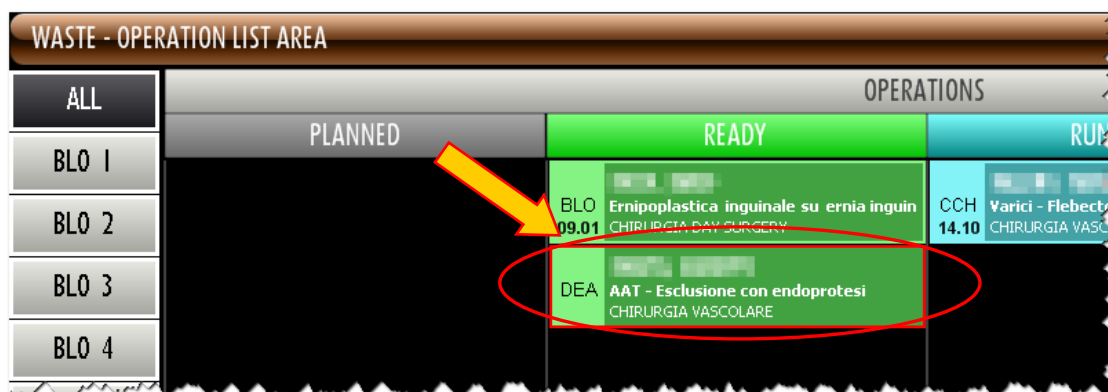 WASTE - OPERATION LIST AREA
ALL
OPERATIONS
PLANNED
READY
BLO 1
BLO
09.01
Ernipoplastica inguinale su ernia inguin
CHIRURGIA DAY SURGERY
CCH
14.10
Varici - Flebect
CHIRURGIA VASC
BLO 2
BLO 3
DEA
AAT - Esclusione con endoprotesi
CHIRURGIA VASCOLARE
BLO 4